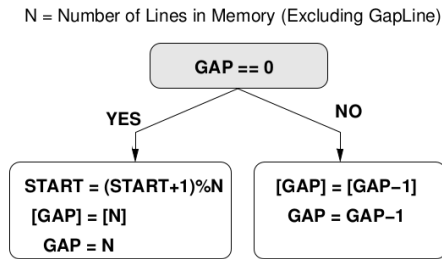 N = Number of Lines in Memory (Excluding GapLine)
GAP == 0
YES
NO
START = (START+1)%N
[GAP] = [N]
GAP = N
[GAP] = [GAP−1]
GAP = GAP−1